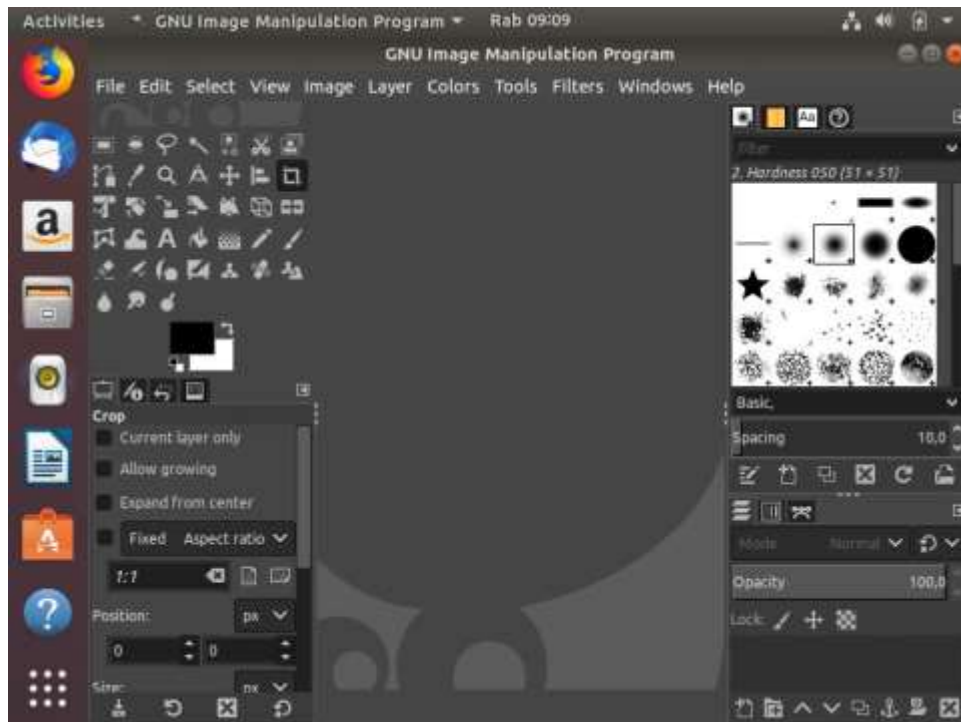 Activities GNU Image Manipulation Program Rab 09:09
GNU Image Manipulation Program
File Edit Select View Image Layer Colors Tools Filters Windows Help
Aa
Filter
2. Hardness 050 (51 × 51)
Basic,
Spacing 10,0
Crop
Current layer only
Allow growing
Expand from center
Fixed Aspect ratio
1:1
Position: px
0 0
Size: px
Mode Normal
Opacity 100,0
Lock: